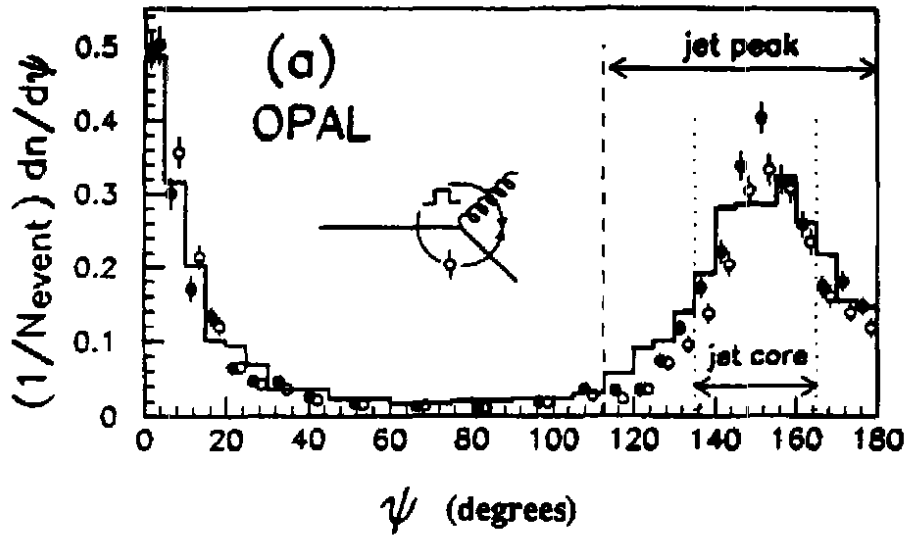 (1/Nevent) dn/dψ
0.5
0.4
0.3
0.2
0.1
0
(a)
OPAL
jet peak
jet core
0 20 40 60 80 100 120 140 160 180
ψ (degrees)